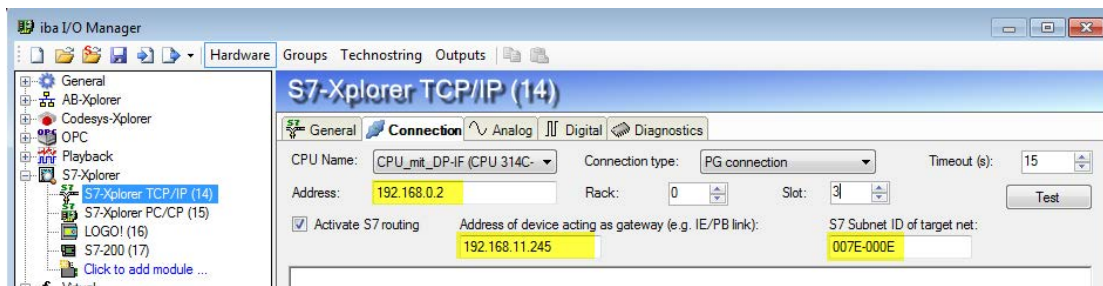 iba I/O Manager
Hardware Groups Technostring Outputs
General
AB-Xplorer
Codesys-Xplorer
OPC
Playback
S7-Xplorer
S7-Xplorer TCP/IP (14)
S7-Xplorer PC/CP (15)
LOGO! (16)
S7-200 (17)
Click to add module ...
S7-Xplorer TCP/IP (14)
General Connection Analog Digital Diagnostics
CPU Name: CPU_mit_DP-IF (CPU 314C- Connection type: PG connection Timeout (s): 15
Address: 192.168.0.2 Rack: 0 Slot: 3 Test
Activate S7 routing Address of device acting as gateway (e.g. IE/PB link): S7 Subnet ID of target net:
192.168.11.245 007E-000E